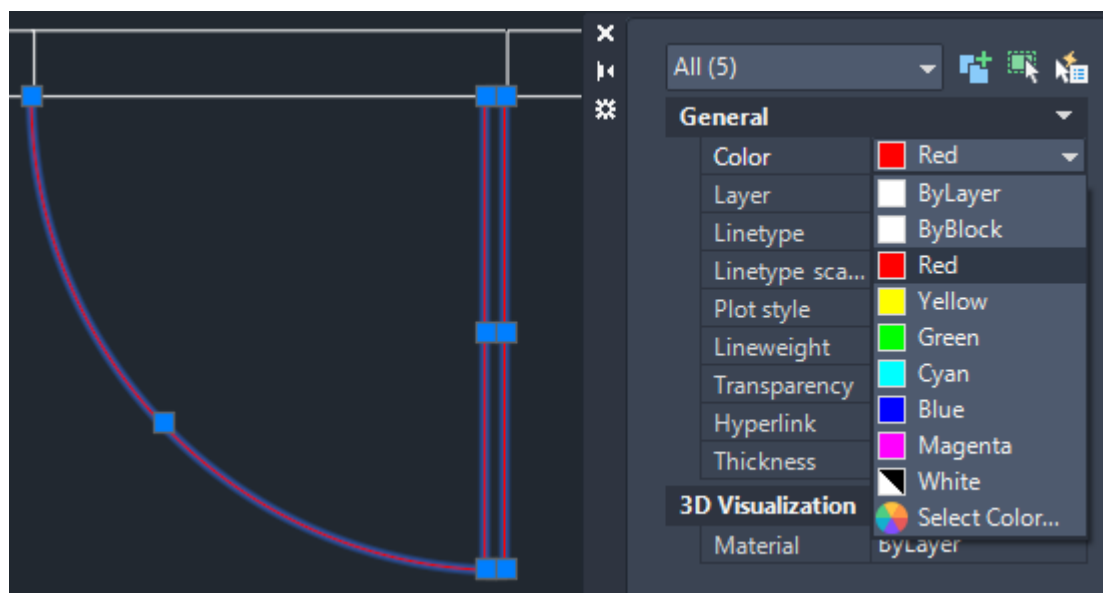 All (5)
General
Color Red
Layer ByLayer
Linetype ByBlock
Linetype sca... Red
Plot style Yellow
Lineweight Green
Transparency Cyan
Hyperlink Blue
Thickness Magenta
White
3D Visualization Select Color...
Material ByLayer